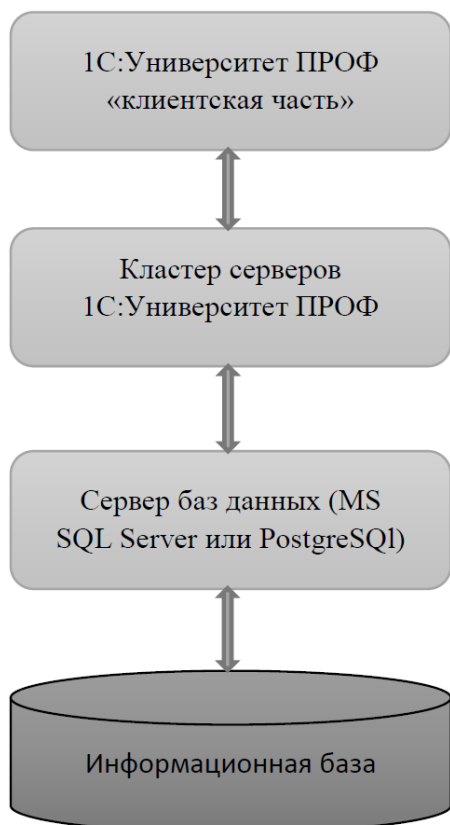 1С:Университет ПРОФ
«клиентская часть»
Кластер серверов
1С:Университет ПРОФ
Сервер баз данных (MS
SQL Server или PostgreSQl)
Информационная база